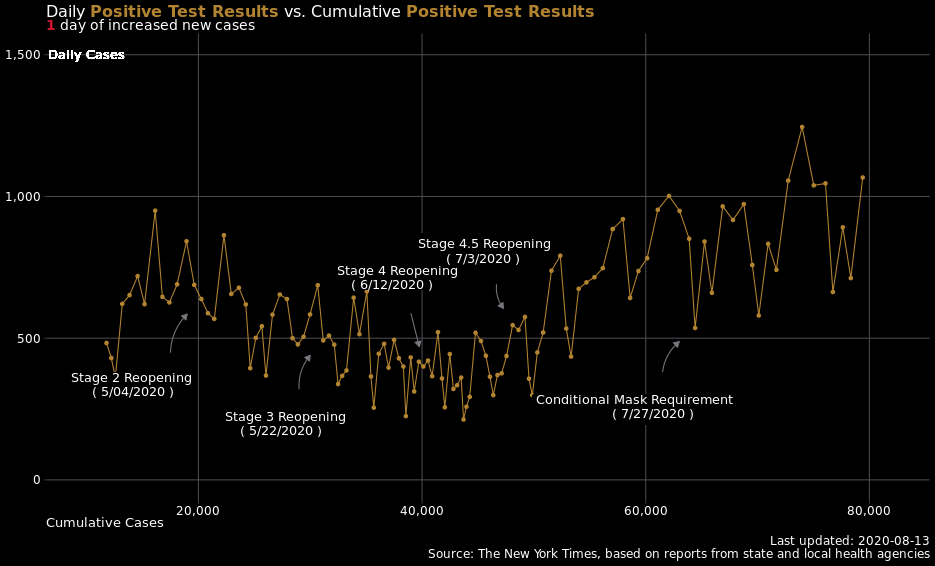 Daily Positive Test Results vs. Cumulative Positive Test Results
1 day of increased new cases
1,500
Daily Cases
1,000
Stage 4.5 Reopening
( 7/3/2020 )
Stage 4 Reopening
( 6/12/2020 )
500
Stage 2 Reopening
( 5/04/2020 )
Conditional Mask Requirement
( 7/27/2020 )
Stage 3 Reopening
( 5/22/2020 )
0
20,000 40,000 60,000 80,000
Cumulative Cases
Last updated: 2020-08-13
Source: The New York Times, based on reports from state and local health agencies